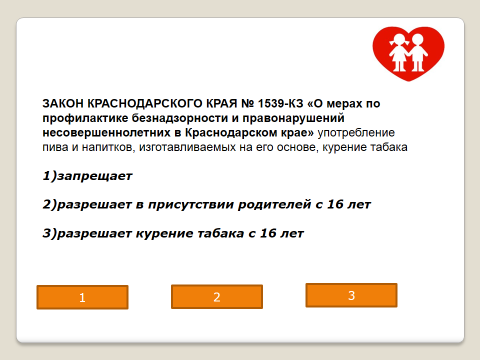 ЗАКОН КРАСНОДАРСКОГО КРАЯ № 1539-КЗ «О мерах по
профилактике безнадзорности и правонарушений
несовершеннолетних в Краснодарском крае» употребление
пива и напитков, изготавливаемых на его основе, курение табака
1)запрещает
2)разрешает в присутствии родителей с 16 лет
3)разрешает курение табака с 16 лет
1
2
3